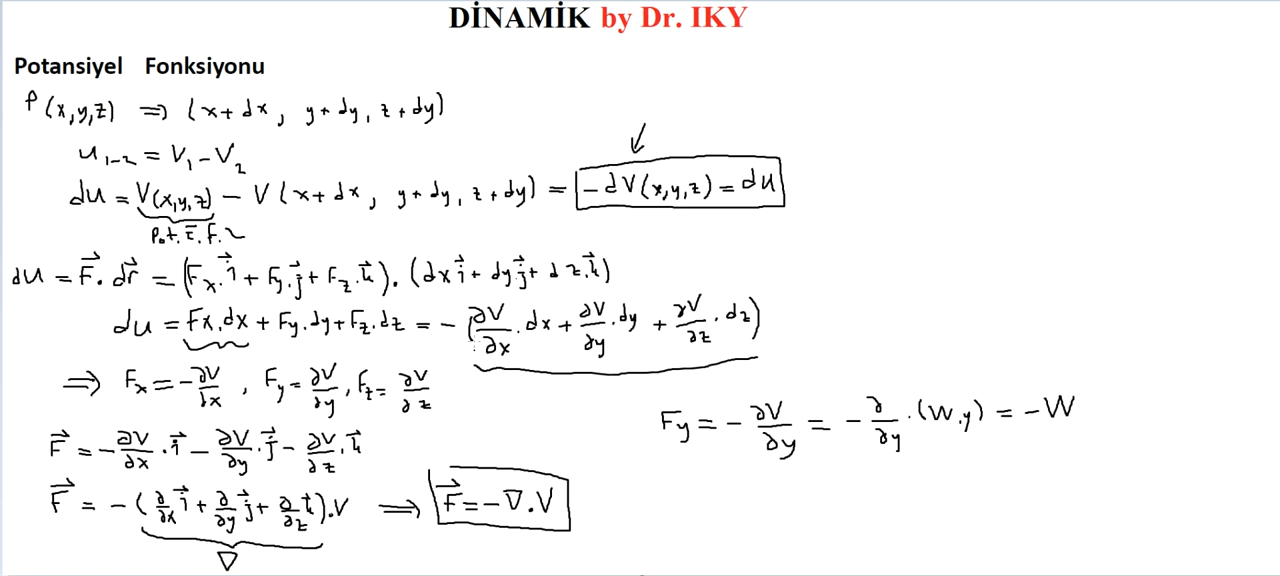 DİNAMİK by Dr. IKY
Potansiyel Fonksiyonu
P(x,y,z) ⇒ (x+dx, y+dy, z+dy)
u₁₋₂ = V₁ - V₂
du = V(x,y,z) - V(x+dx, y+dy, z+dy) = -dV(x,y,z) = du
Pot. E. F.
du = F⃗ . dr⃗ = (Fx.i⃗ + Fy.j⃗ + Fz.k⃗).(dx i⃗ + dy j⃗ + dz.k⃗)
du = Fx.dx + Fy.dy + Fz.dz = -(∂V/∂x . dx + ∂V/∂y . dy + ∂V/∂z . dz)
⇒ Fx = -∂V/∂x , Fy = ∂V/∂y , Fz = ∂V/∂z
Fy = -∂V/∂y = -∂/∂y . (W.y) = -W
F⃗ = -∂V/∂x . i⃗ - ∂V/∂y . j⃗ - ∂V/∂z . k⃗
F⃗ = -(∂/∂x i⃗ + ∂/∂y j⃗ + ∂/∂z k⃗).V ⇒ F⃗ = -∇.V
∇